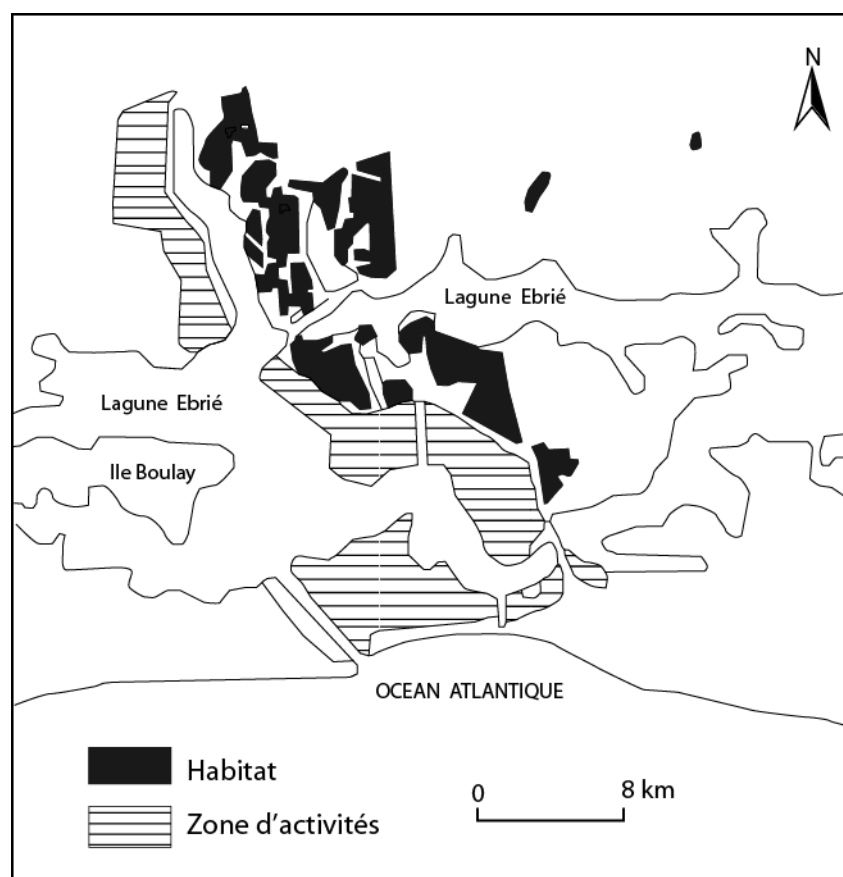 N
Lagune Ebrié
Lagune Ebrié
Ile Boulay
OCEAN ATLANTIQUE
Habitat
Zone d'activités
0 8 km